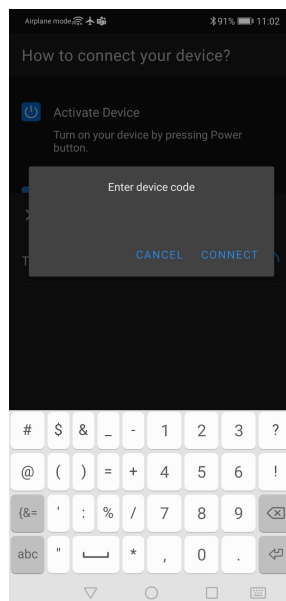 Airplane mode 91% 11:02
How to connect your device?
Activate Device
Turn on your device by pressing Power
button.
Enter device code
T
CANCEL CONNECT
# $ & _ - 1 2 3 ?
@ ( ) = + 4 5 6 !
{&= ' : % / 7 8 9
abc " * , 0 .